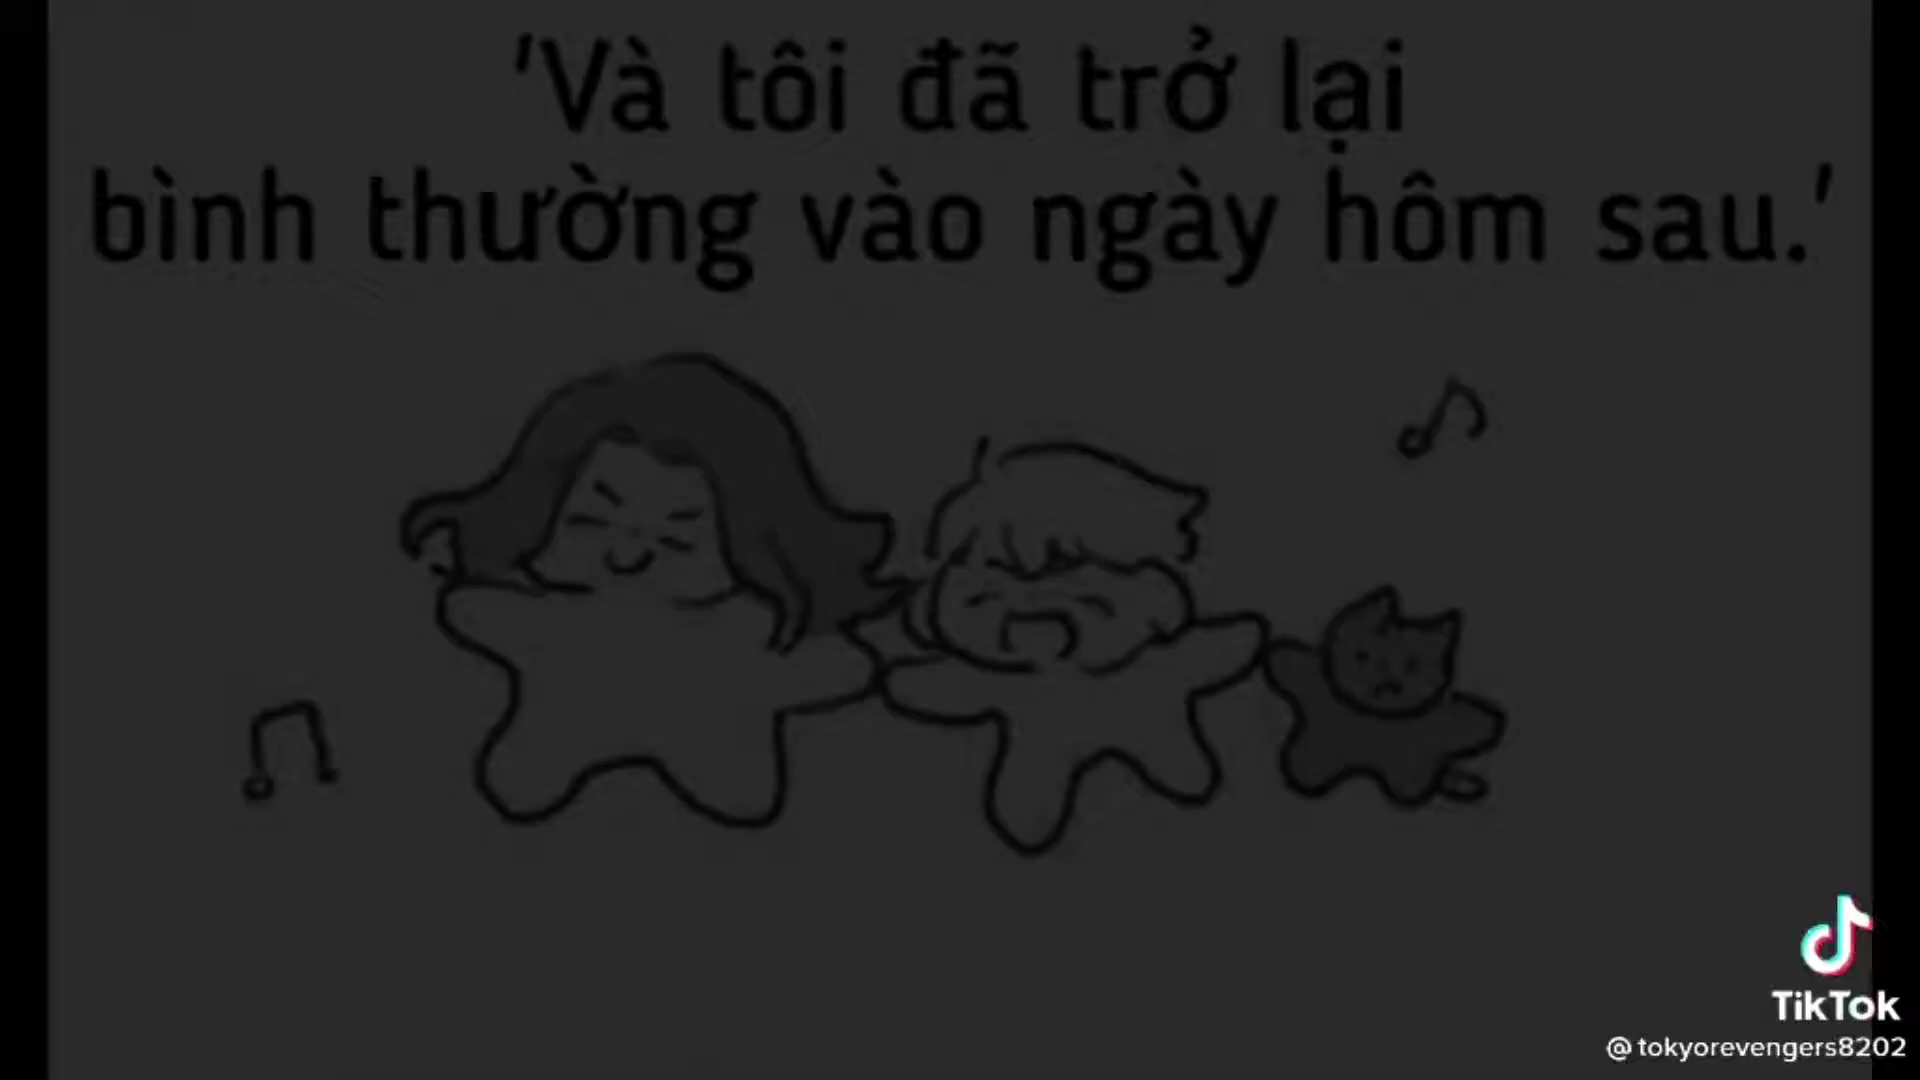 'Và tôi đã trở lại
bình thường vào ngày hôm sau.'
TikTok
@tokyorevengers8202